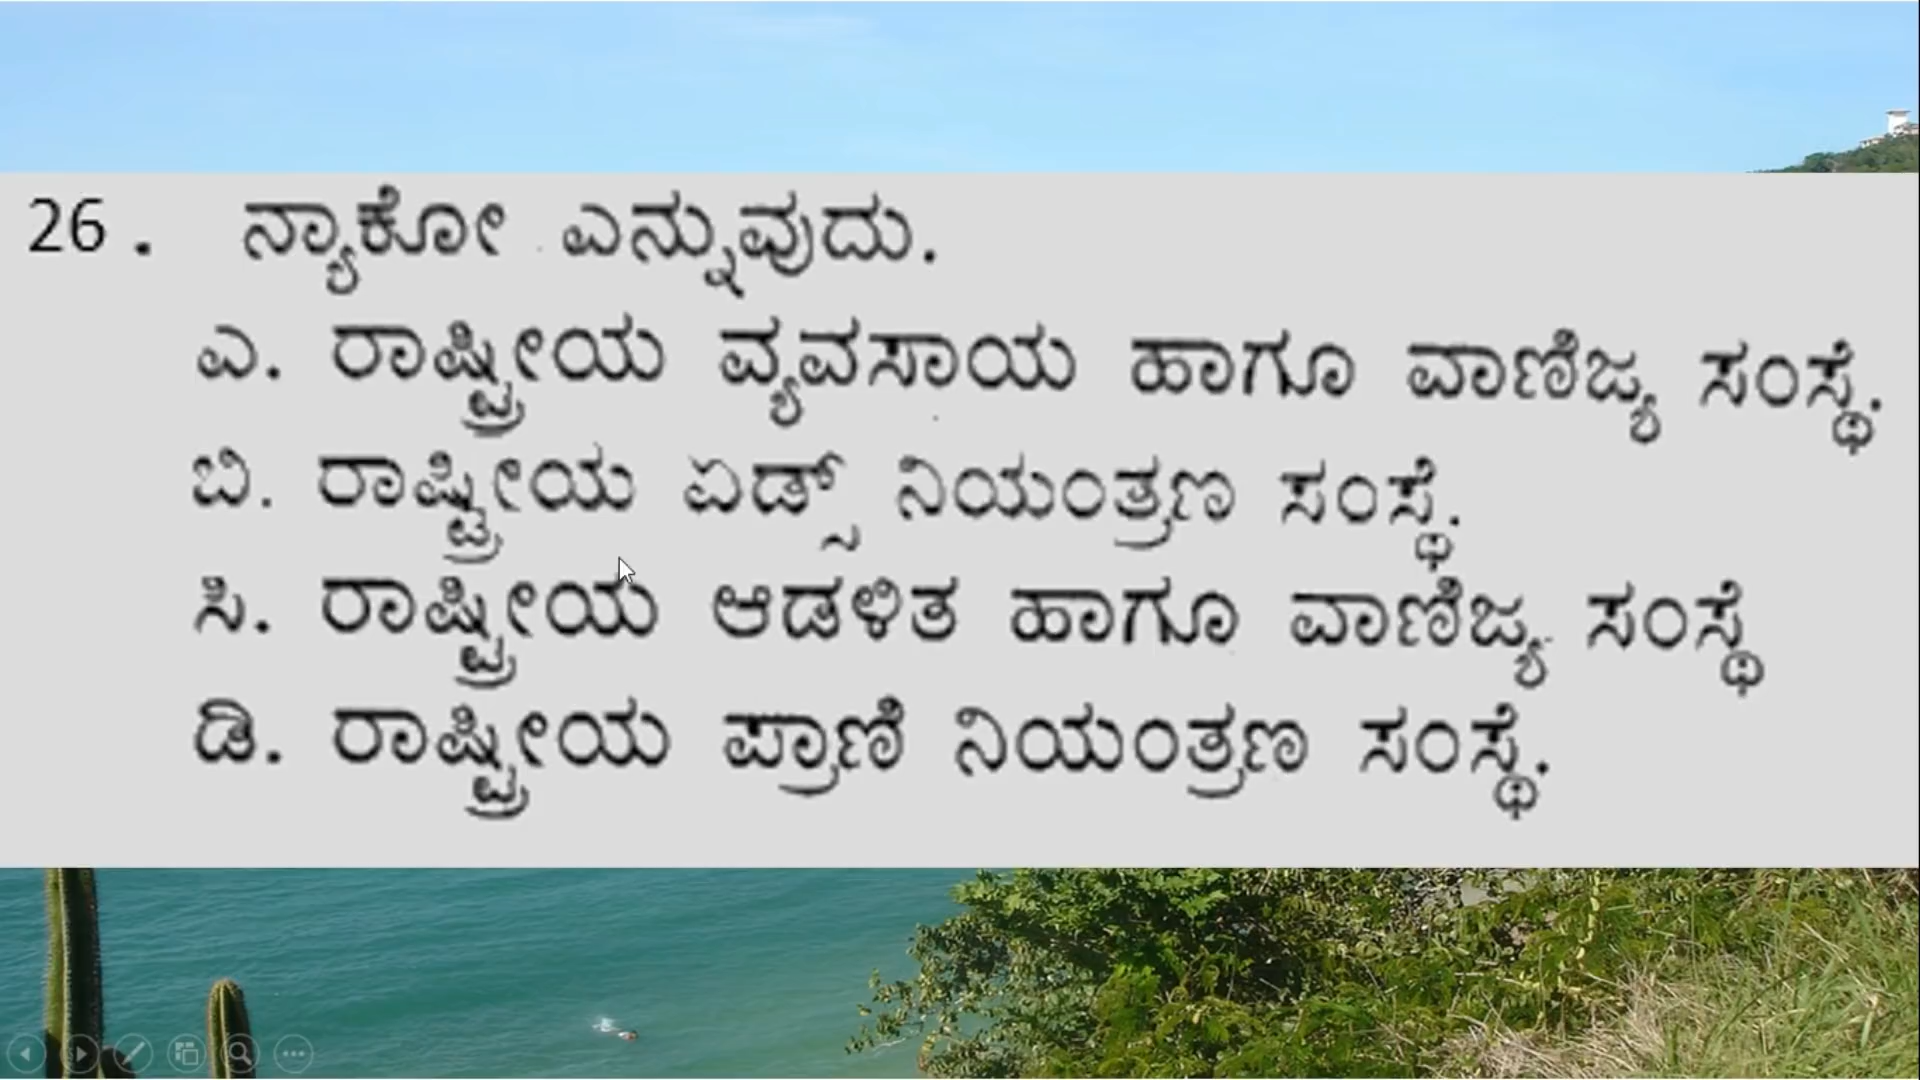 26 . ನ್ಯಾಕೋ ಎನ್ನುವುದು.
ಎ. ರಾಷ್ಟ್ರೀಯ ವ್ಯವಸಾಯ ಹಾಗೂ ವಾಣಿಜ್ಯ ಸಂಸ್ಥೆ.
ಬಿ. ರಾಷ್ಟ್ರೀಯ ಏಡ್ಸ್ ನಿಯಂತ್ರಣ ಸಂಸ್ಥೆ.
ಸಿ. ರಾಷ್ಟ್ರೀಯ ಆಡಳಿತ ಹಾಗೂ ವಾಣಿಜ್ಯ ಸಂಸ್ಥೆ
ಡಿ. ರಾಷ್ಟ್ರೀಯ ಪ್ರಾಣಿ ನಿಯಂತ್ರಣ ಸಂಸ್ಥೆ.